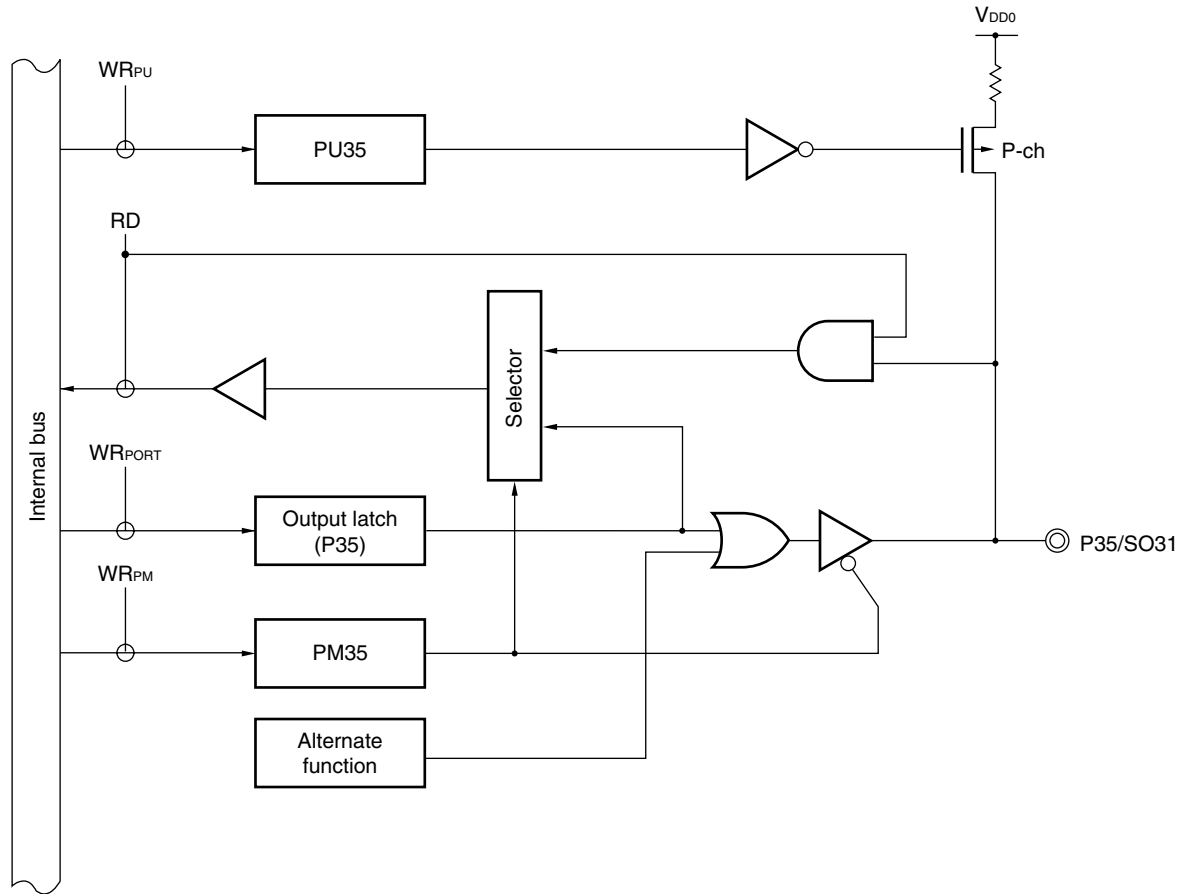 VDD0
WRPU
PU35
P-ch
RD
Selector
Internal bus
WRPORT
Output latch
(P35)
P35/SO31
WRPM
PM35
Alternate
function